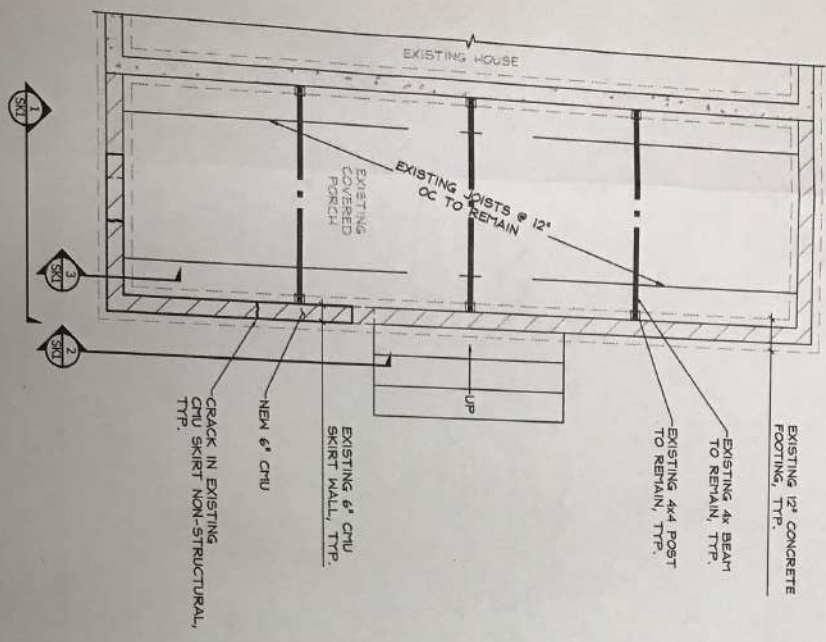 EXISTING HOUSE
EXISTING JOISTS @ 12"
OC TO REMAIN
EXISTING
COVERED
PORCH
UP
1
SK1
3
SK1
2
SK1
EXISTING 12" CONCRETE
FOOTING, TYP.
EXISTING 4x BEAM
TO REMAIN, TYP.
EXISTING 4x4 POST
TO REMAIN, TYP.
EXISTING 6" CMU
SKIRT WALL, TYP.
NEW 6" CMU
CRACK IN EXISTING
CMU SKIRT NON-STRUCTURAL,
TYP.